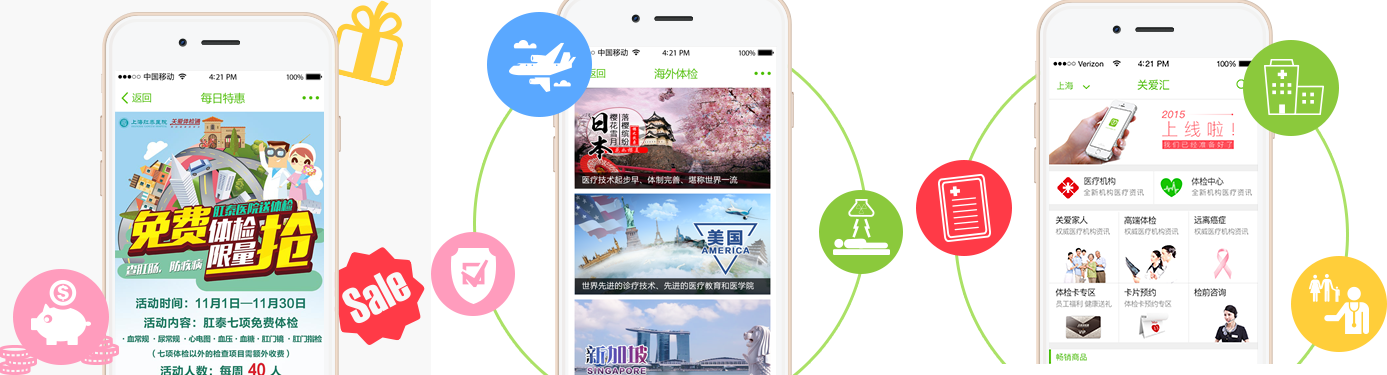 中国移动
4:21 PM
100%
返回
每日特惠
上海肛泰医院
关爱体检通
肛泰医院送体检
免费体检
限量抢
查肛肠、防疾病
活动时间：11月1日—11月30日
活动内容：肛泰七项免费体检
·血常规 ·尿常规 ·心电图 ·血压 ·血糖 ·肛门镜 ·肛门指检
（七项体检以外的检查项目需额外收费）
活动人数：每周 40 人
Sale
中国移动
4:21 PM
100%
返回
海外体检
日本
樱花雪月
落樱缤纷
医疗技术起步早、体制完善、堪称世界一流
美国
AMERICA
世界先进的诊疗技术、先进的医疗教育和医学院
新加坡
SINGAPORE
Verizon
4:21 PM
100%
上海
关爱汇
2015
上线啦！
我们已经准备好了
医疗机构
全新机构医疗资讯
体检中心
全新机构医疗资讯
关爱家人
权威医疗机构资讯
高端体检
权威医疗机构资讯
远离癌症
权威医疗机构资讯
体检卡专区
员工福利 健康送礼
卡片预约
体检卡预约专区
检前咨询
畅销商品